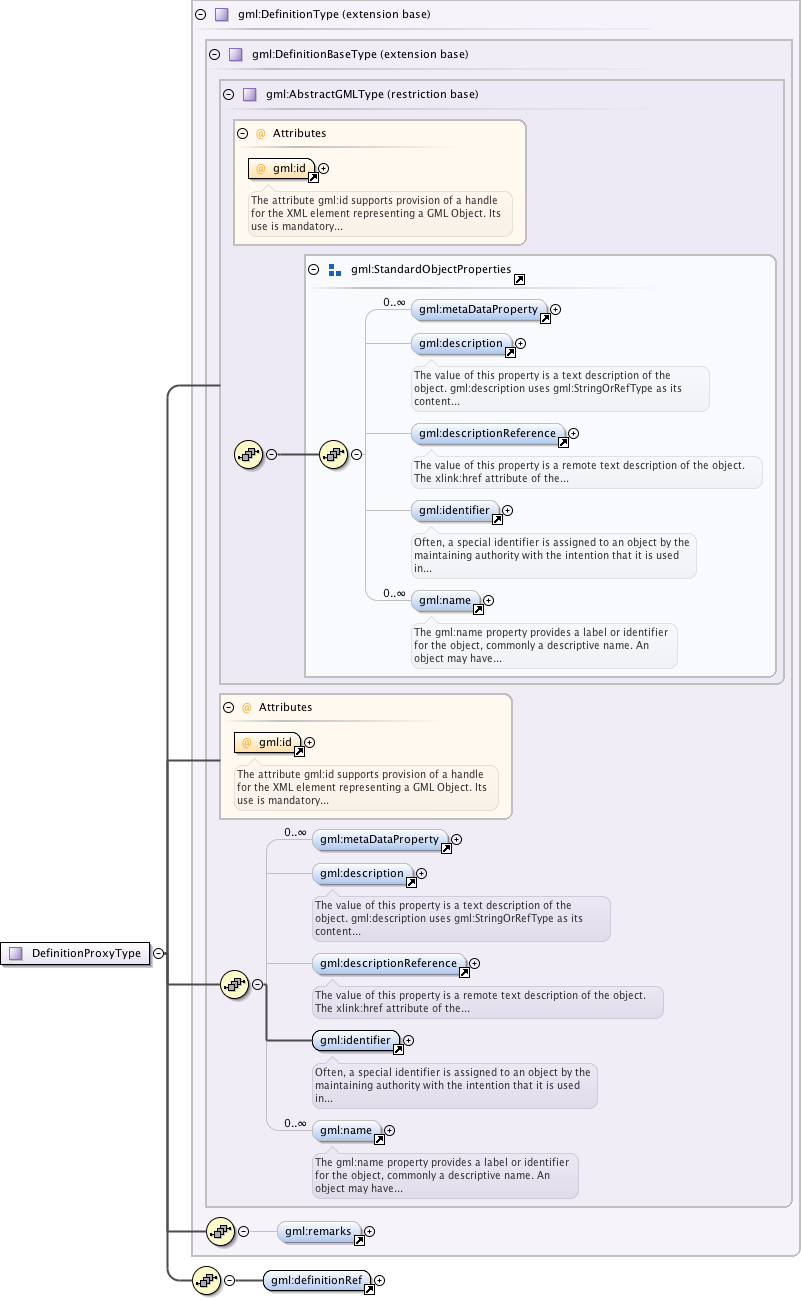 gml:DefinitionType (extension base)
gml:DefinitionBaseType (extension base)
gml:AbstractGMLType (restriction base)
@ Attributes
@ gml:id
The attribute gml:id supports provision of a handle
for the XML element representing a GML Object. Its
use is mandatory...
gml:StandardObjectProperties
0..∞
gml:metaDataProperty
gml:description
The value of this property is a text description of the
object. gml:description uses gml:StringOrRefType as its
content...
gml:descriptionReference
The value of this property is a remote text description of the object.
The xlink:href attribute of the...
gml:identifier
Often, a special identifier is assigned to an object by the
maintaining authority with the intention that it is used
in...
0..∞
gml:name
The gml:name property provides a label or identifier
for the object, commonly a descriptive name. An
object may have...
@ Attributes
@ gml:id
The attribute gml:id supports provision of a handle
for the XML element representing a GML Object. Its
use is mandatory...
0..∞
gml:metaDataProperty
gml:description
The value of this property is a text description of the
object. gml:description uses gml:StringOrRefType as its
content...
DefinitionProxyType
gml:descriptionReference
The value of this property is a remote text description of the object.
The xlink:href attribute of the...
gml:identifier
Often, a special identifier is assigned to an object by the
maintaining authority with the intention that it is used
in...
0..∞
gml:name
The gml:name property provides a label or identifier
for the object, commonly a descriptive name. An
object may have...
gml:remarks
gml:definitionRef